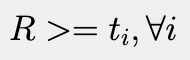 R >= t_i, ∀i